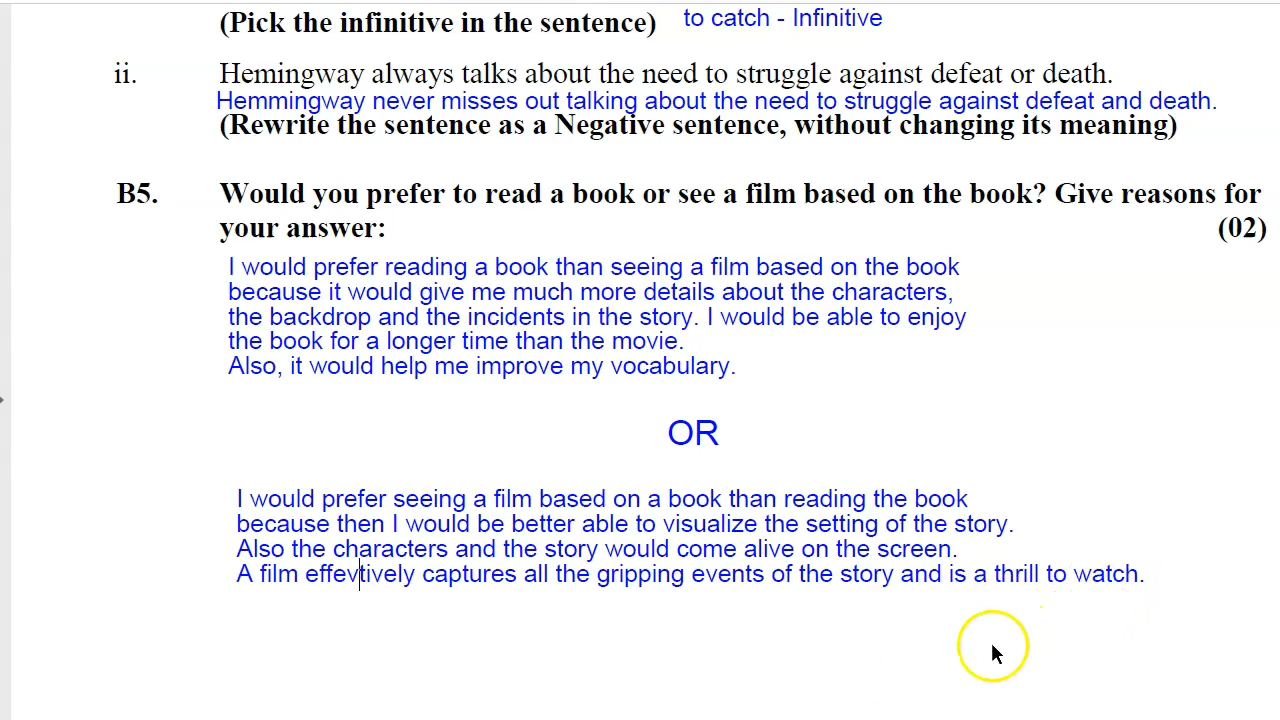 (Pick the infinitive in the sentence) to catch - Infinitive
ii. Hemingway always talks about the need to struggle against defeat or death.
Hemmingway never misses out talking about the need to struggle against defeat and death.
(Rewrite the sentence as a Negative sentence, without changing its meaning)
B5. Would you prefer to read a book or see a film based on the book? Give reasons for
your answer: (02)
I would prefer reading a book than seeing a film based on the book
because it would give me much more details about the characters,
the backdrop and the incidents in the story. I would be able to enjoy
the book for a longer time than the movie.
Also, it would help me improve my vocabulary.
OR
I would prefer seeing a film based on a book than reading the book
because then I would be better able to visualize the setting of the story.
Also the characters and the story would come alive on the screen.
A film effevtively captures all the gripping events of the story and is a thrill to watch.